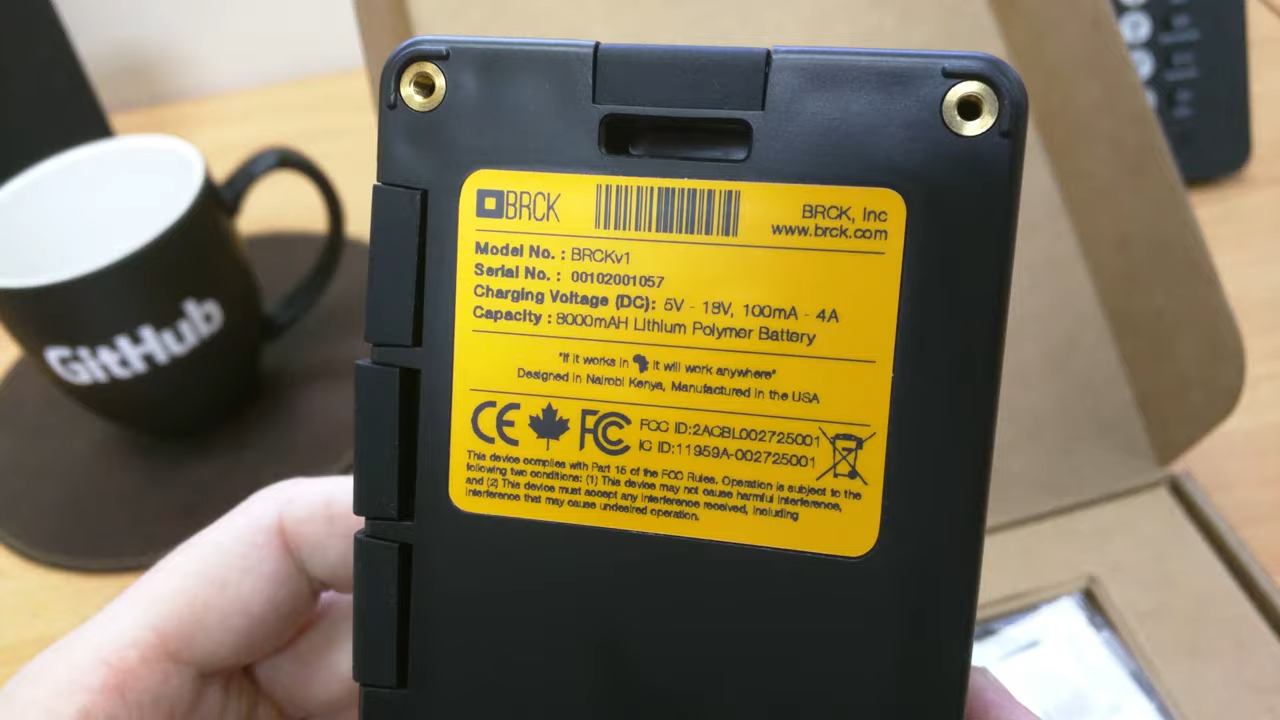 GitHub
BRCK
BRCK, Inc
www.brck.com
Model No. : BRCKv1
Serial No. : 00102001057
Charging Voltage (DC): 5V - 18V, 100mA - 4A
Capacity : 8000mAH Lithium Polymer Battery
"If it works in it will work anywhere"
Designed in Nairobi Kenya, Manufactured in the USA
CE FC FCC ID:2ACBL002725001
IC ID:11959A-002725001
This device complies with Part 15 of the FCC Rules. Operation is subject to the
following two conditions: (1) This device may not cause harmful interference,
and (2) This device must accept any interference received, including
interference that may cause undesired operation.